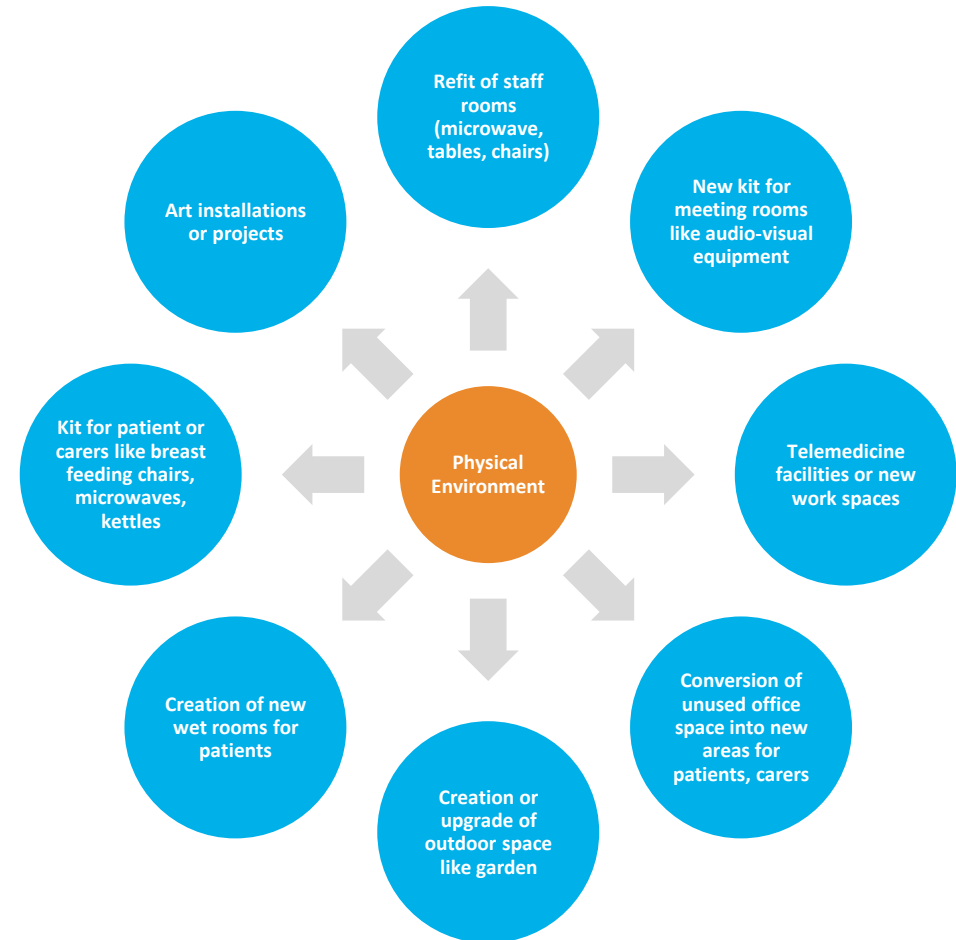 Refit of staff
rooms
(microwave,
tables, chairs)
New kit for
meeting rooms
like audio-visual
equipment
Telemedicine
facilities or new
work spaces
Conversion of
unused office
space into new
areas for
patients, carers
Creation or
upgrade of
outdoor space
like garden
Creation of new
wet rooms for
patients
Kit for patient or
carers like breast
feeding chairs,
microwaves,
kettles
Art installations
or projects
Physical
Environment